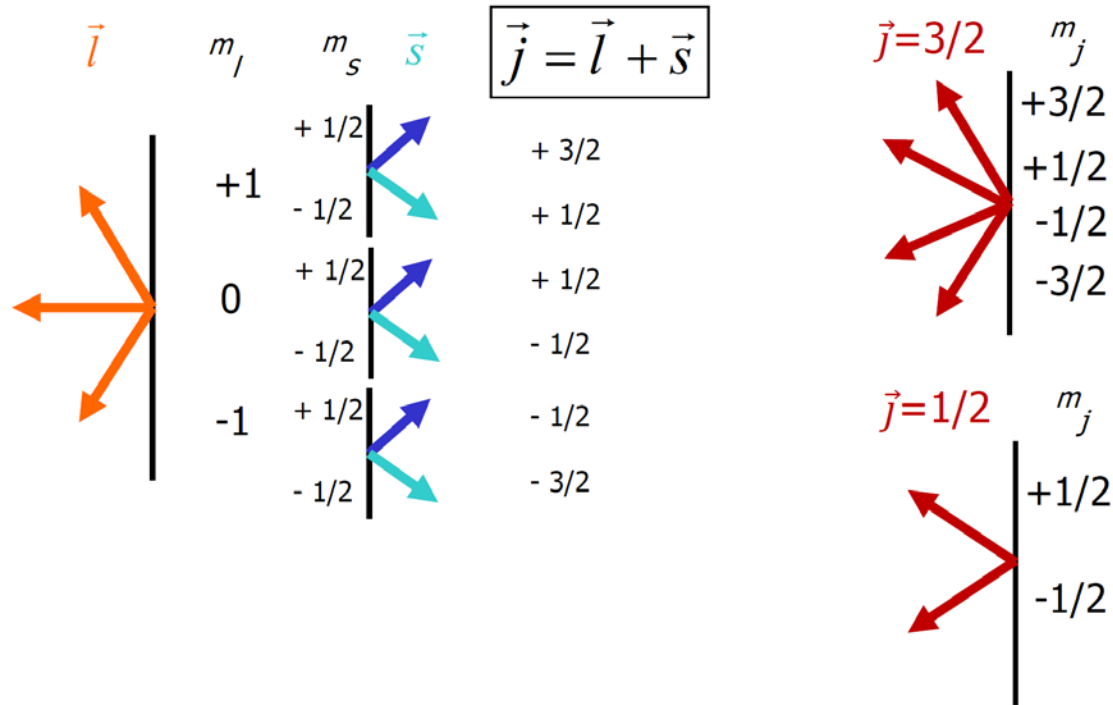 l⃗ m_l m_s s⃗ j⃗ = l⃗ + s⃗
+1 + 1/2 + 3/2
- 1/2 + 1/2
0 + 1/2 + 1/2
- 1/2 - 1/2
-1 + 1/2 - 1/2
- 1/2 - 3/2
j⃗=3/2 m_j
+3/2
+1/2
-1/2
-3/2
j⃗=1/2 m_j
+1/2
-1/2